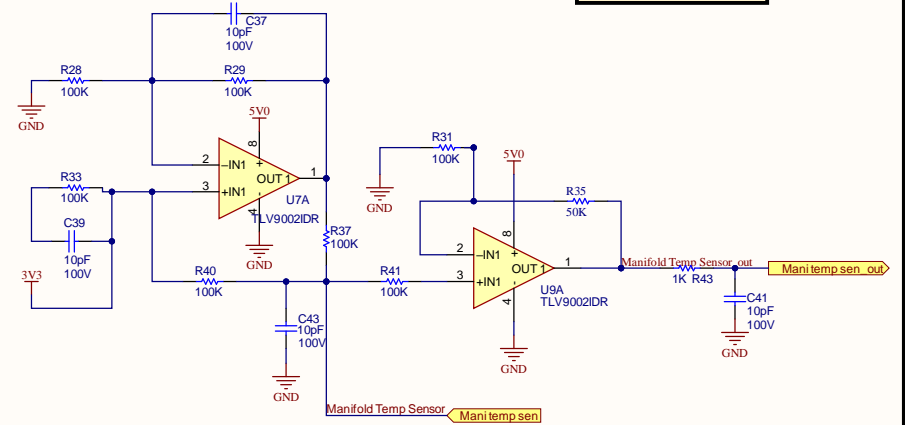 C37
10pF
100V
R28
100K
R29
100K
GND
5V0
8
2
–IN1
+
OUT 1
1
3
+IN1
-
4
U7A
TLV9002IDR
GND
R33
100K
C39
10pF
100V
3V3
R37
100K
R40
100K
C43
10pF
100V
GND
R41
100K
R31
100K
GND
5V0
R35
50K
8
2
–IN1
+
OUT 1
1
3
+IN1
-
4
U9A
TLV9002IDR
GND
Manifold Temp Sensor_out
1K R43
Mani temp sen_out
C41
10pF
100V
GND
Manifold Temp Sensor
Mani temp sen